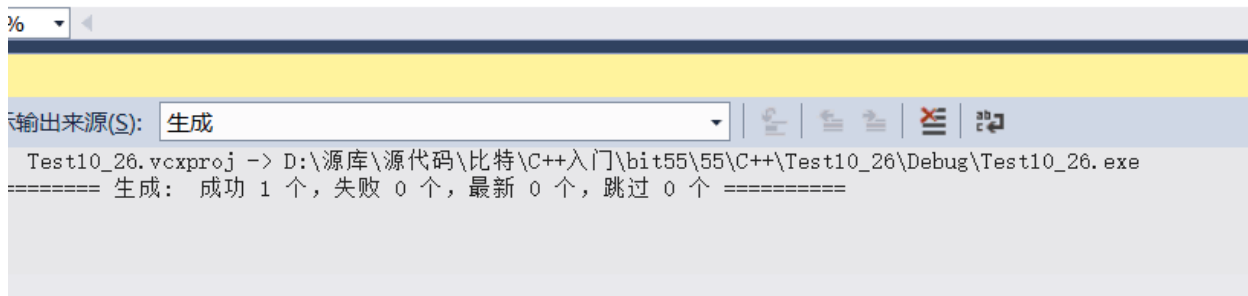 %
示输出来源(S): 生成
Test10_26.vcxproj -> D:\源库\源代码\比特\C++入门\bit55\55\C++\Test10_26\Debug\Test10_26.exe
======== 生成: 成功 1 个，失败 0 个，最新 0 个，跳过 0 个 ==========